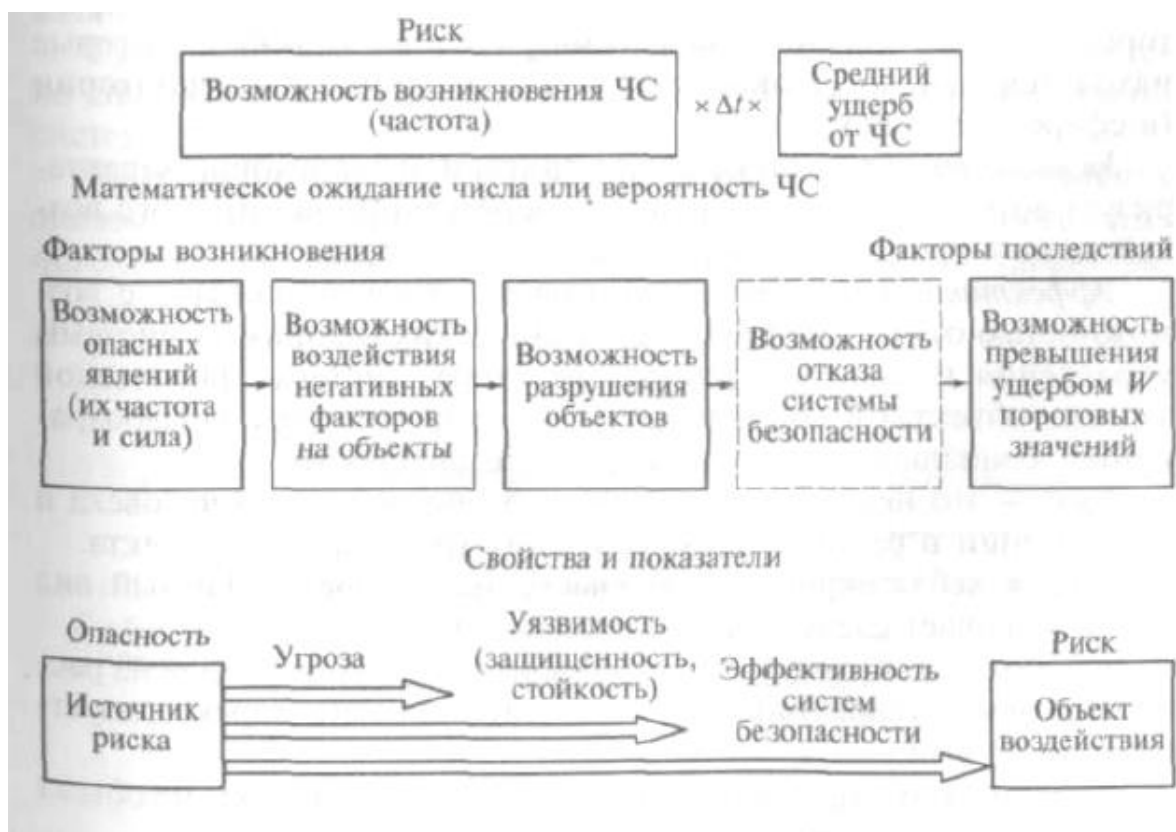 Риск
Возможность возникновения ЧС
(частота)
× Δt ×
Средний
ущерб
от ЧС
Математическое ожидание числа или вероятность ЧС
Факторы возникновения
Факторы последствий
Возможность
опасных
явлений
(их частота
и сила)
Возможность
воздействия
негативных
факторов
на объекты
Возможность
разрушения
объектов
Возможность
отказа
системы
безопасности
Возможность
превышения
ущербом W
пороговых
значений
Свойства и показатели
Опасность
Источник
риска
Угроза
Уязвимость
(защищенность,
стойкость)
Эффективность
систем
безопасности
Риск
Объект
воздействия